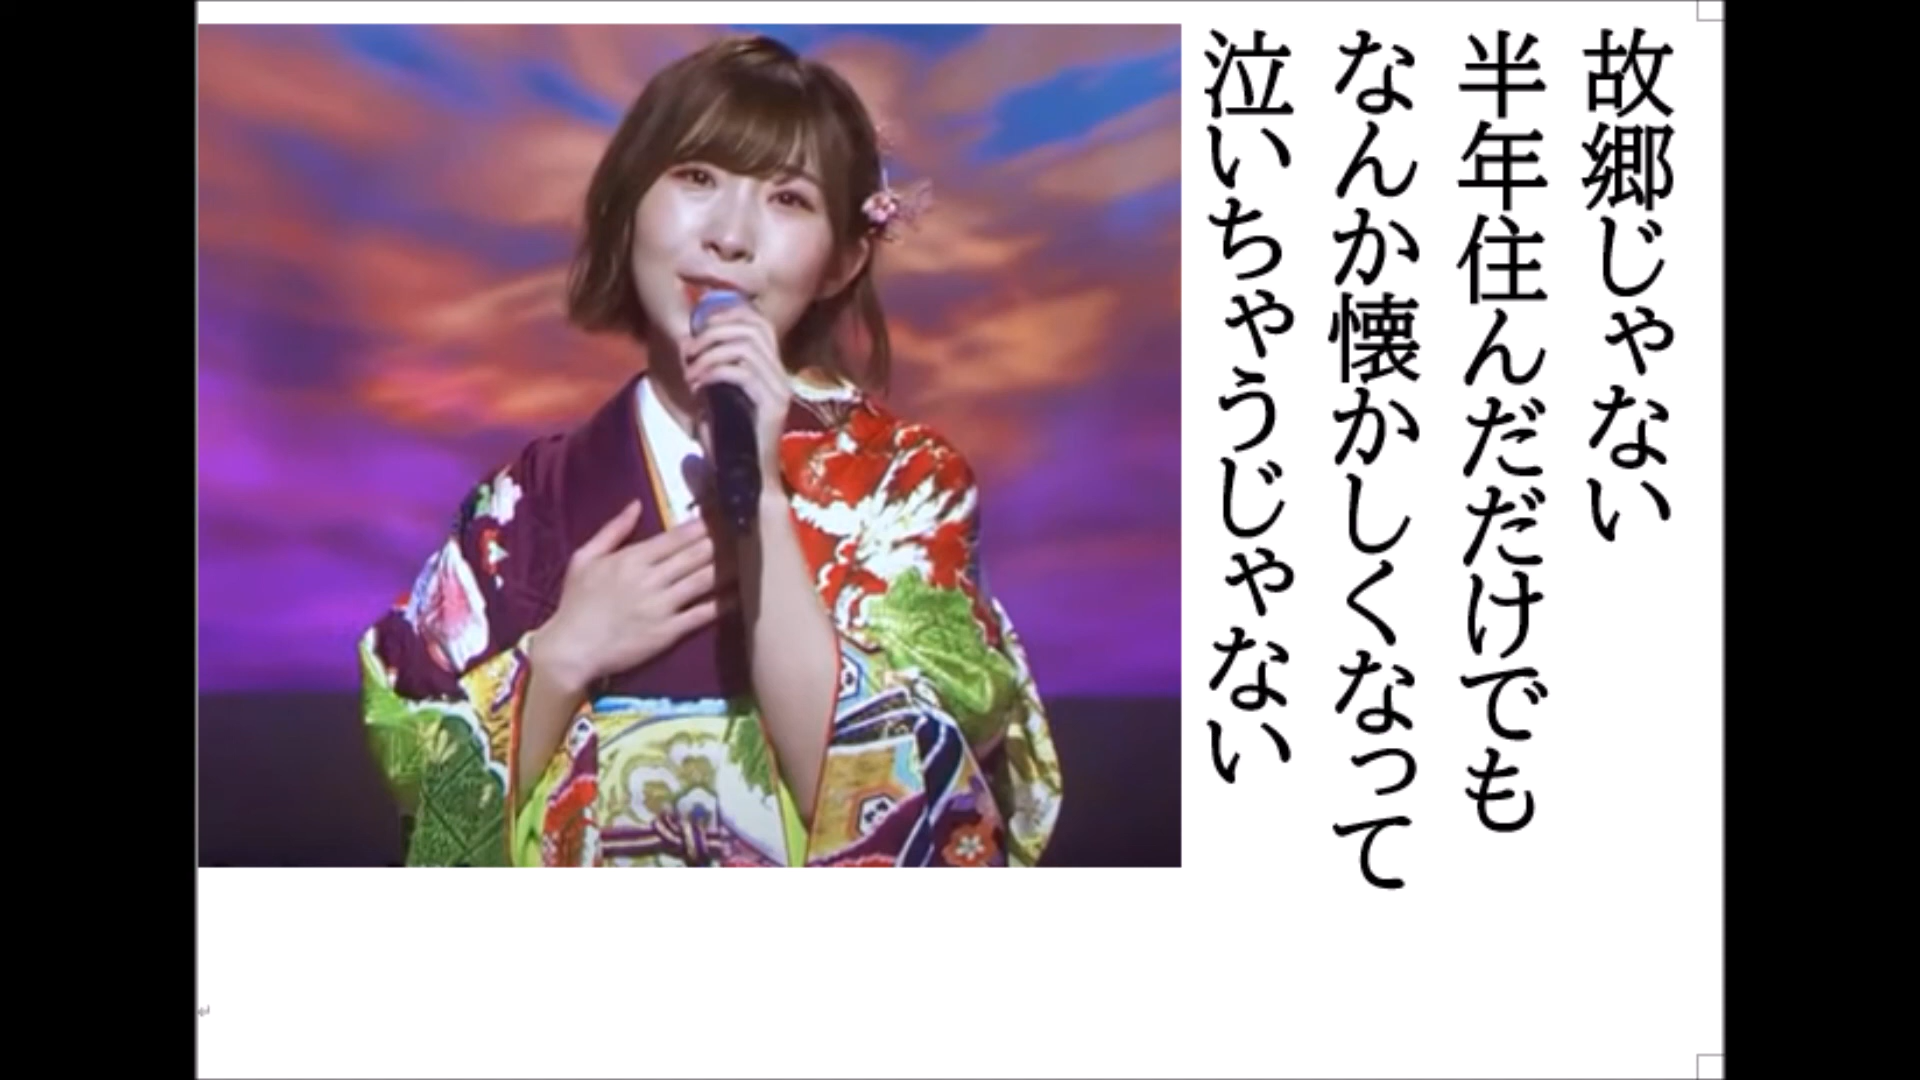 故郷じゃない
半年住んだだけでも
なんか懐かしくなって
泣いちゃうじゃない